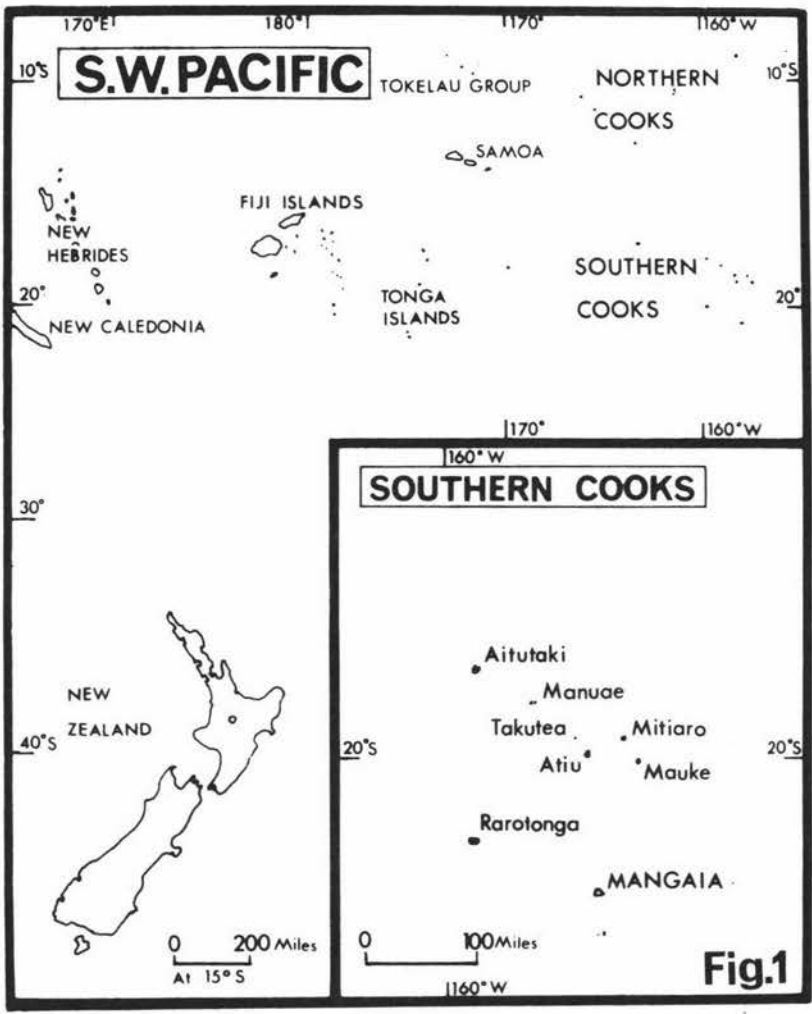 170°E
180°
170°
160°W
10°S
S.W. PACIFIC
TOKELAU GROUP
NORTHERN
COOKS
10°S
SAMOA
FIJI ISLANDS
NEW
HEBRIDES
SOUTHERN
COOKS
TONGA
ISLANDS
20°
20°
NEW CALEDONIA
170°
160°W
30°
160°W
SOUTHERN COOKS
Aitutaki
Manuae
Takutea
Mitiaro
Atiu
Mauke
20°S
20°S
Rarotonga
MANGAIA
NEW
ZEALAND
40°S
0 200 Miles
At 15°S
0 100 Miles
160°W
Fig.1